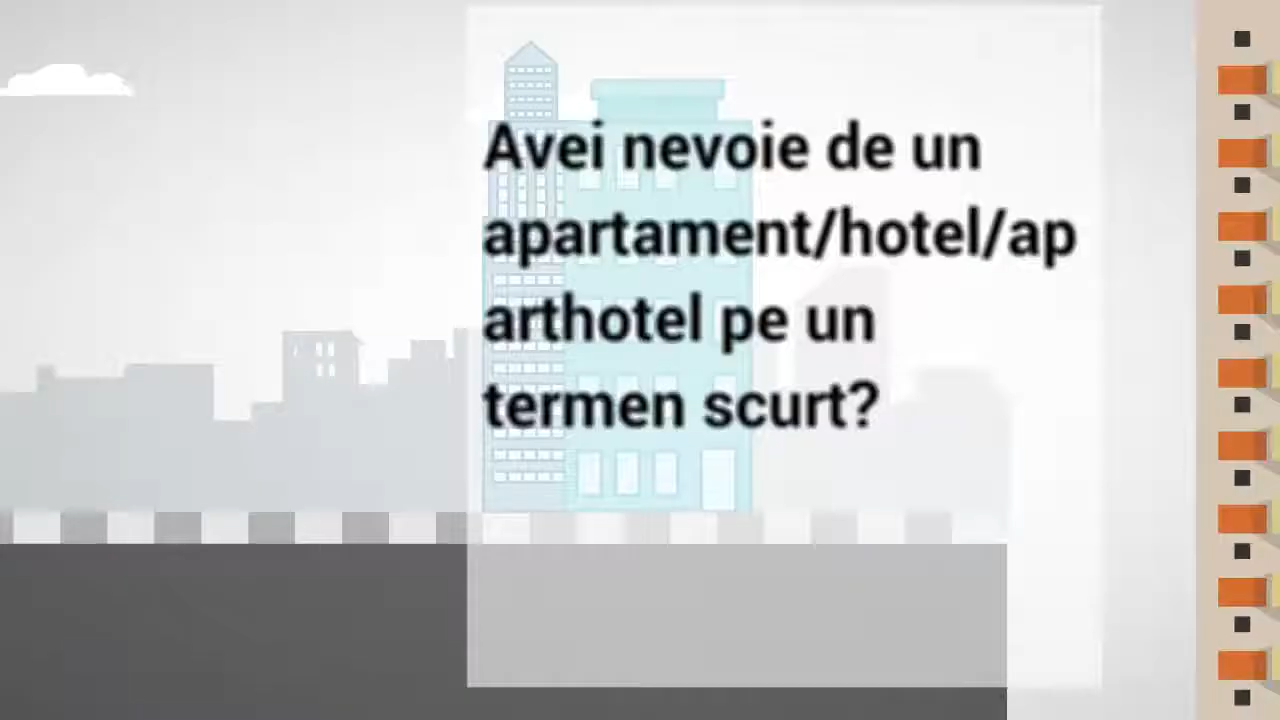 Avei nevoie de un
apartament/hotel/ap
arthotel pe un
termen scurt?